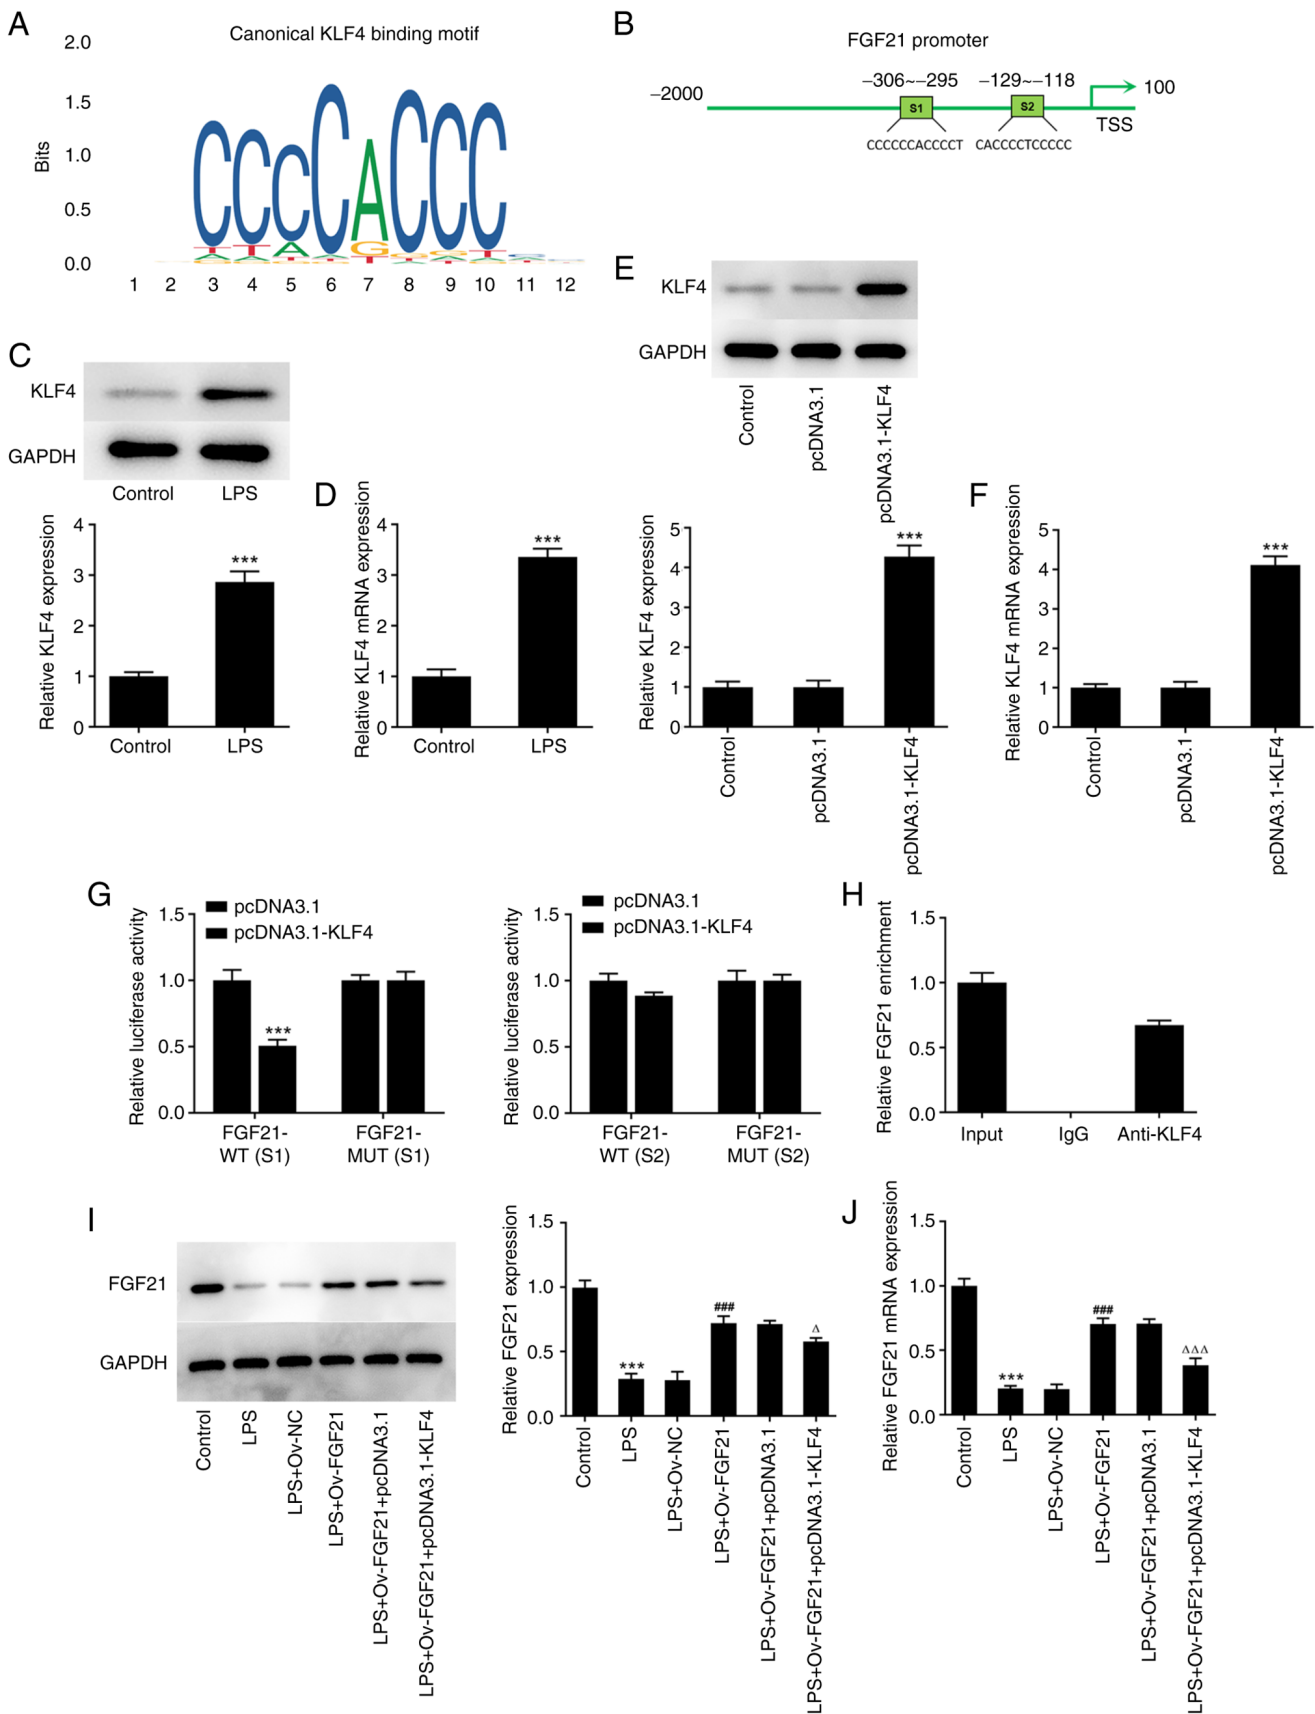 A
Canonical KLF4 binding motif
Bits
2.0
1.5
1.0
0.5
0.0
CCCCACCC
1 2 3 4 5 6 7 8 9 10 11 12
B
FGF21 promoter
−2000
−306~−295
−129~−118
100
S1
S2
TSS
CCCCCCACCCCT
CACCCCTCCCCC
C
KLF4
GAPDH
Control
LPS
Relative KLF4 expression
4
3
2
1
0
***
Control
LPS
D
Relative KLF4 mRNA expression
4
3
2
1
0
***
Control
LPS
E
KLF4
GAPDH
Control
pcDNA3.1
pcDNA3.1-KLF4
Relative KLF4 expression
5
4
3
2
1
0
***
Control
pcDNA3.1
pcDNA3.1-KLF4
F
Relative KLF4 mRNA expression
5
4
3
2
1
0
***
Control
pcDNA3.1
pcDNA3.1-KLF4
G
Relative luciferase activity
1.5
1.0
0.5
0.0
pcDNA3.1
pcDNA3.1-KLF4
***
FGF21-
WT (S1)
FGF21-
MUT (S1)
Relative luciferase activity
1.5
1.0
0.5
0.0
pcDNA3.1
pcDNA3.1-KLF4
FGF21-
WT (S2)
FGF21-
MUT (S2)
H
Relative FGF21 enrichment
1.5
1.0
0.5
0.0
Input
IgG
Anti-KLF4
I
FGF21
GAPDH
Control
LPS
LPS+Ov-NC
LPS+Ov-FGF21
LPS+Ov-FGF21+pcDNA3.1
LPS+Ov-FGF21+pcDNA3.1-KLF4
Relative FGF21 expression
1.5
1.0
0.5
0.0
***
###
Δ
Control
LPS
LPS+Ov-NC
LPS+Ov-FGF21
LPS+Ov-FGF21+pcDNA3.1
LPS+Ov-FGF21+pcDNA3.1-KLF4
J
Relative FGF21 mRNA expression
1.5
1.0
0.5
0.0
***
###
ΔΔΔ
Control
LPS
LPS+Ov-NC
LPS+Ov-FGF21
LPS+Ov-FGF21+pcDNA3.1
LPS+Ov-FGF21+pcDNA3.1-KLF4